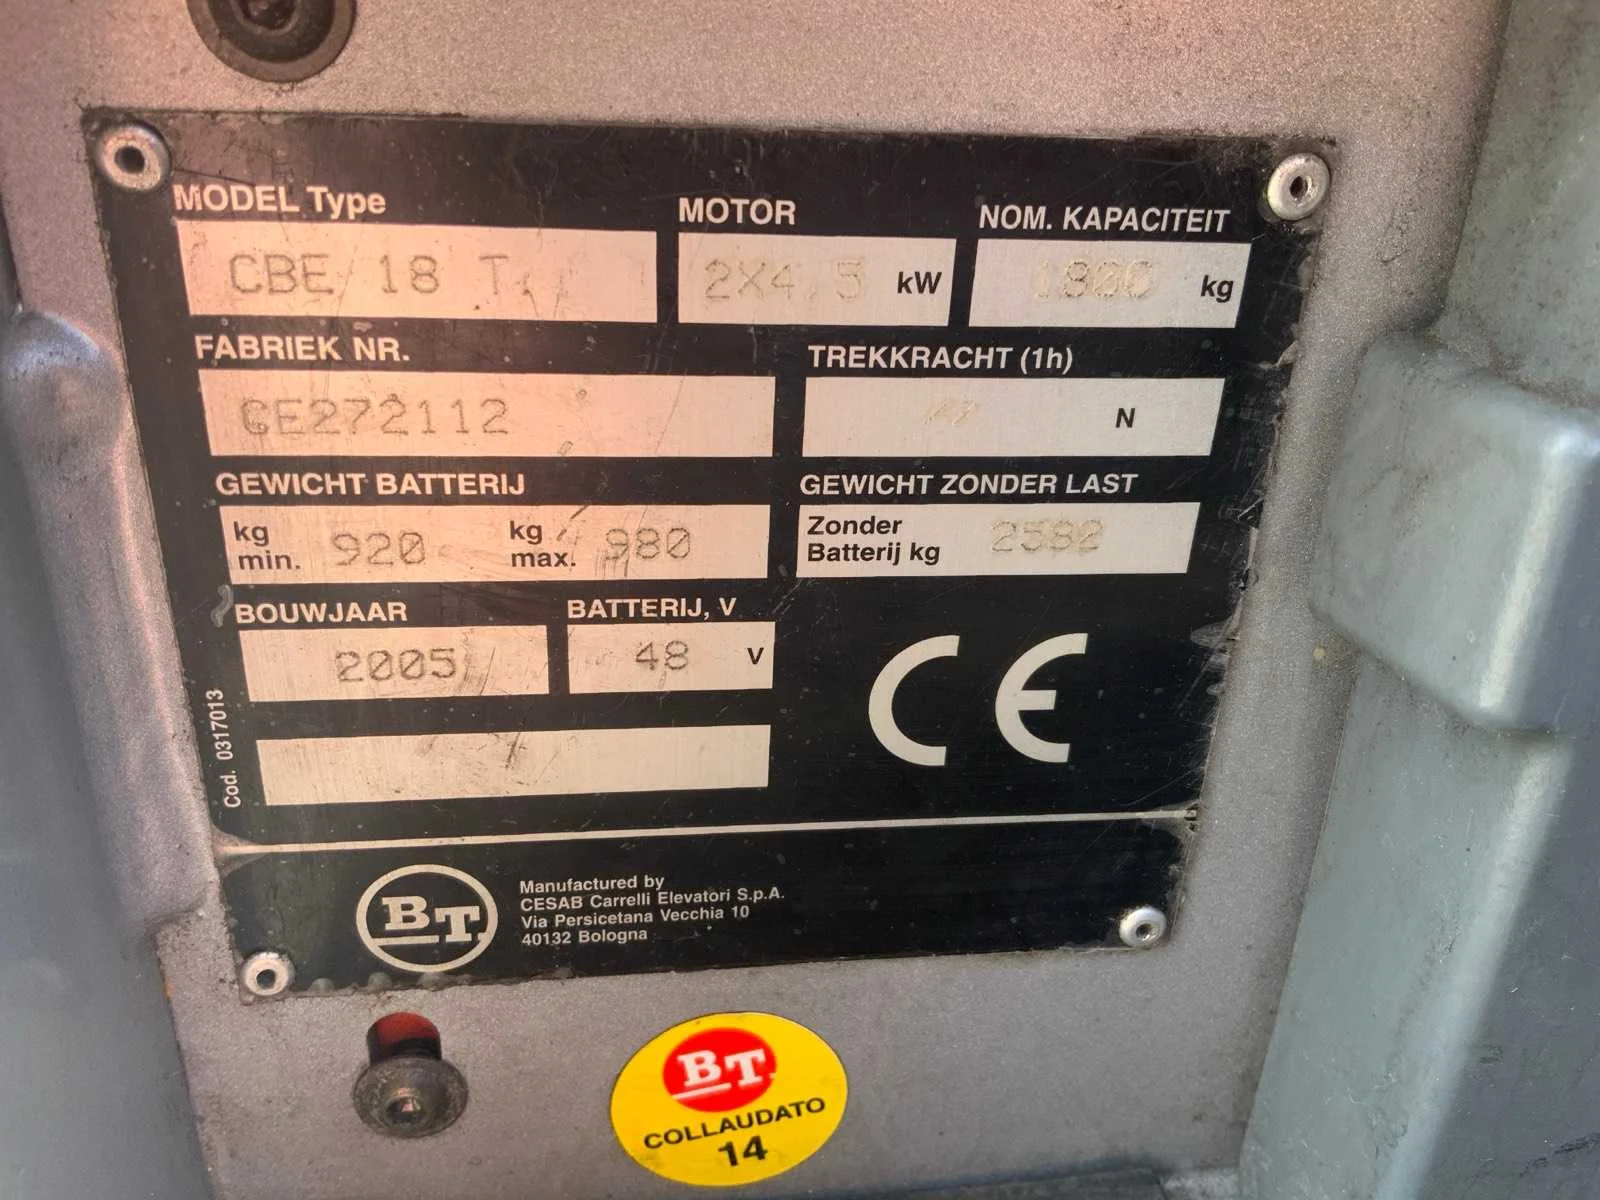 MODEL Type
CBE 18 T
MOTOR
2X4,5 kW
NOM. KAPACITEIT
1800 kg
FABRIEK NR.
CE272112
TREKKRACHT (1h)
N
GEWICHT BATTERIJ
kg min. 920 kg max. 980
GEWICHT ZONDER LAST
Zonder
Batterij kg 2582
BOUWJAAR
2005
BATTERIJ, V
48 V
Cod. 0317013
CE
BT
Manufactured by
CESAB Carrelli Elevatori S.p.A.
Via Persicetana Vecchia 10
40132 Bologna
BT
COLLAUDATO
14